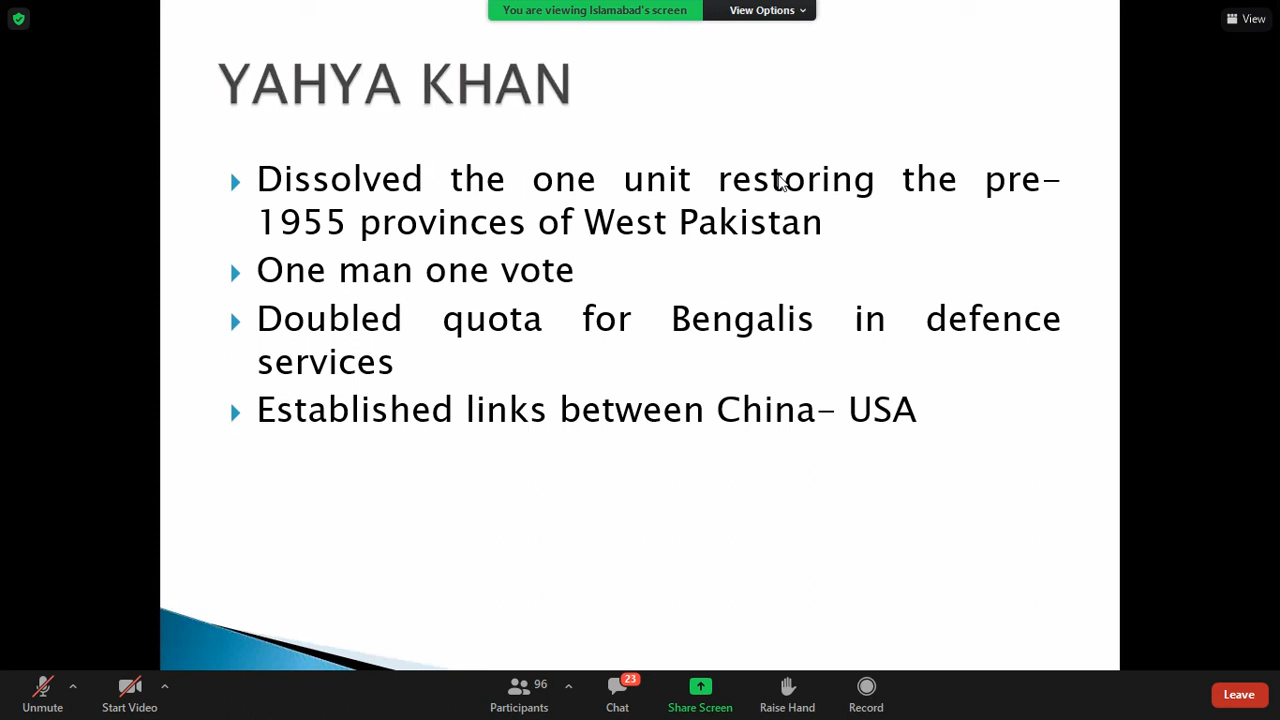 You are viewing Islamabad's screen
View Options
View
YAHYA KHAN
Dissolved the one unit restoring the pre-
1955 provinces of West Pakistan
One man one vote
Doubled quota for Bengalis in defence
services
Established links between China- USA
Unmute
Start Video
96
Participants
23
Chat
Share Screen
Raise Hand
Record
Leave